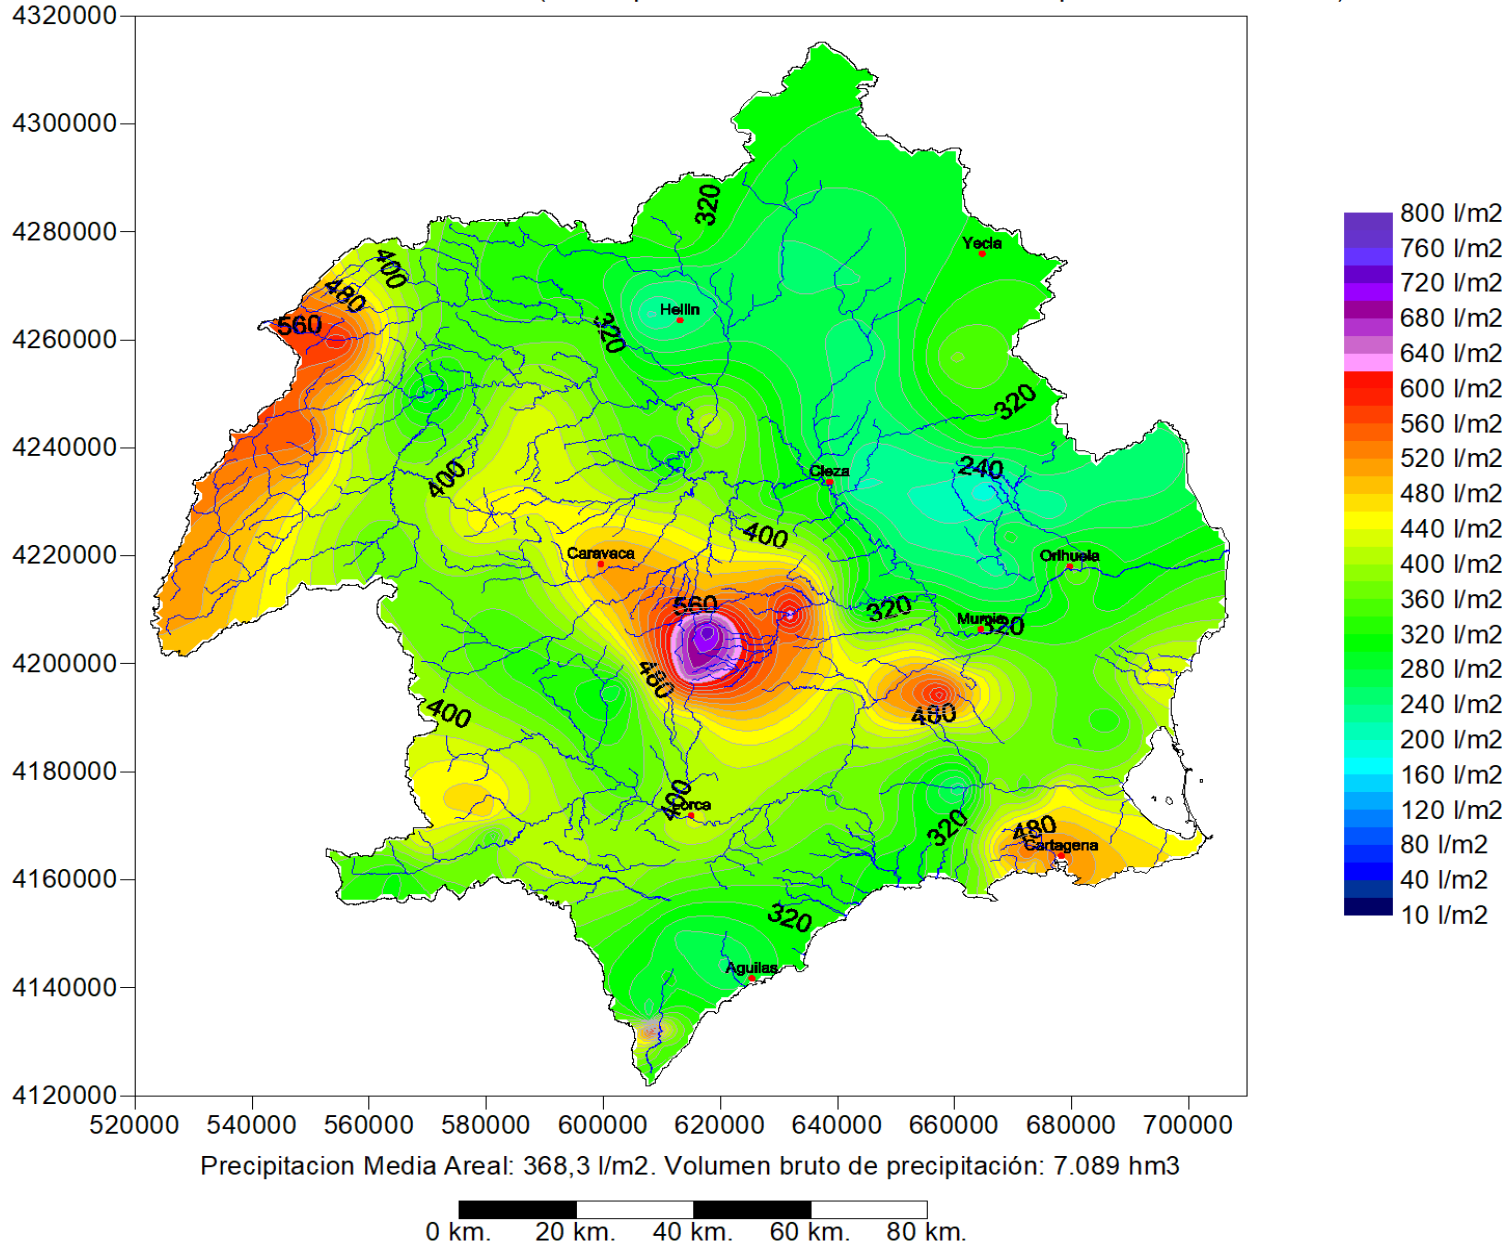 4320000
4300000
4280000
4260000
4240000
4220000
4200000
4180000
4160000
4140000
4120000
520000 540000 560000 580000 600000 620000 640000 660000 680000 700000
320
Yecla
400
480
560
Hellin
320
320
240
Cieza
400
400
Caravaca
Orihuela
560
320
Murcia
320
480
400
480
400
Lorca
320
480
Cartagena
320
Aguilas
800 l/m2
760 l/m2
720 l/m2
680 l/m2
640 l/m2
600 l/m2
560 l/m2
520 l/m2
480 l/m2
440 l/m2
400 l/m2
360 l/m2
320 l/m2
280 l/m2
240 l/m2
200 l/m2
160 l/m2
120 l/m2
80 l/m2
40 l/m2
10 l/m2
Precipitacion Media Areal: 368,3 l/m2. Volumen bruto de precipitación: 7.089 hm3
0 km. 20 km. 40 km. 60 km. 80 km.